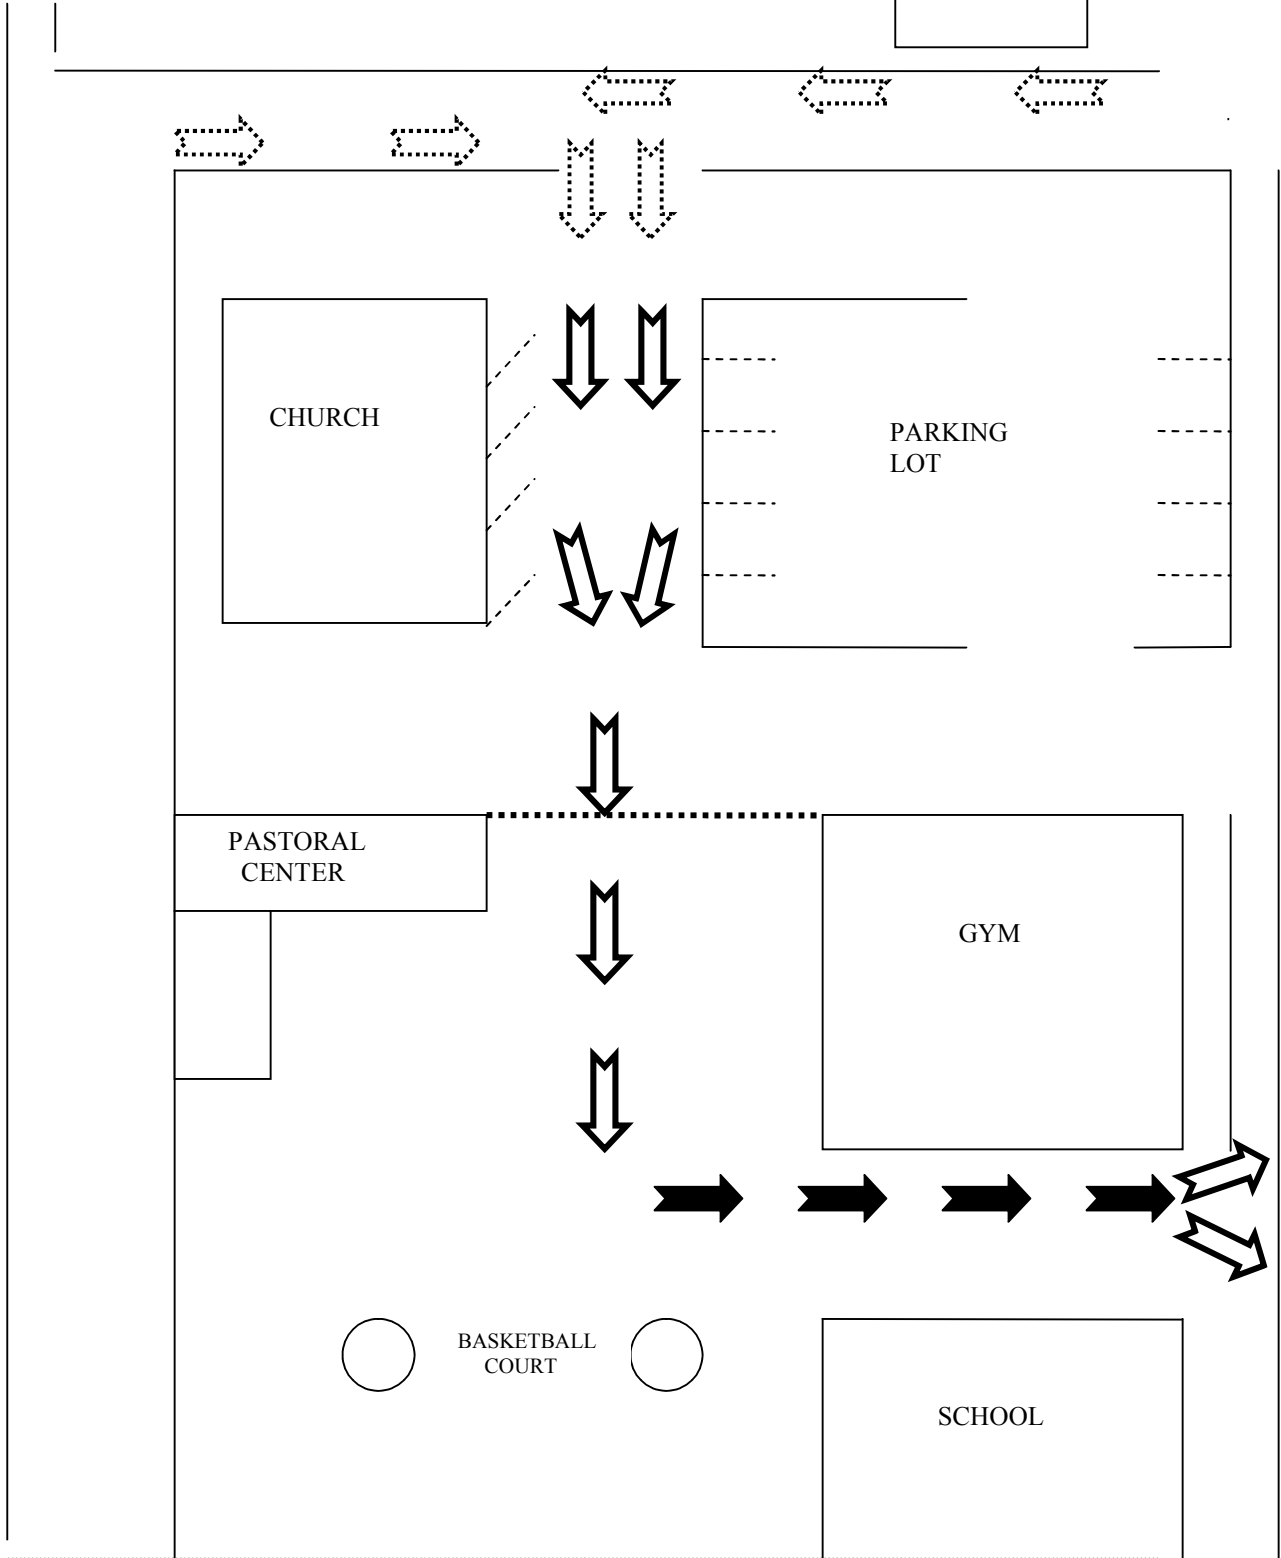 CHURCH
PARKING
LOT
PASTORAL
CENTER
GYM
BASKETBALL
COURT
SCHOOL